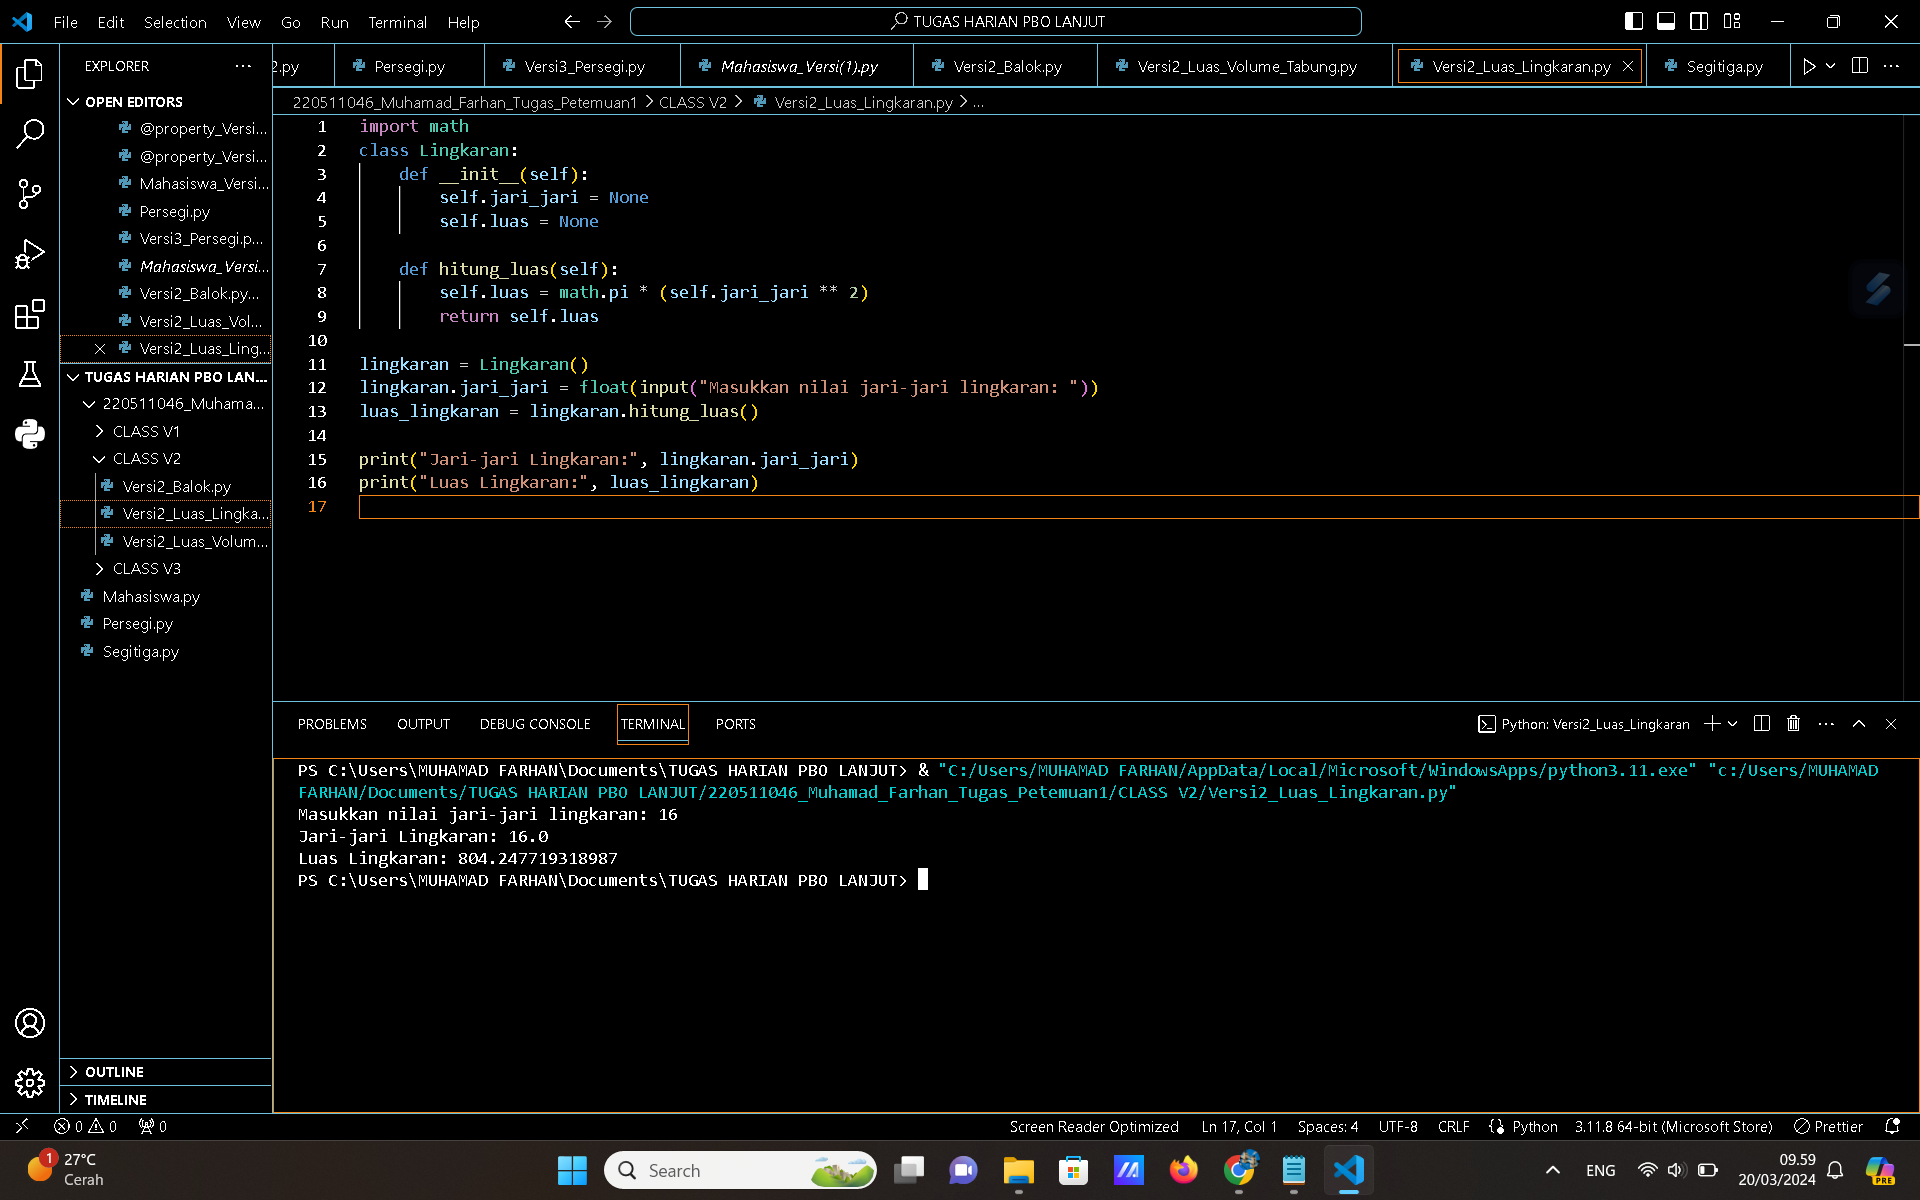 File Edit Selection View Go Run Terminal Help
TUGAS HARIAN PBO LANJUT
EXPLORER
2.py Persegi.py Versi3_Persegi.py Mahasiswa_Versi(1).py Versi2_Balok.py Versi2_Luas_Volume_Tabung.py Versi2_Luas_Lingkaran.py Segitiga.py
OPEN EDITORS
@property_Versi...
@property_Versi...
Mahasiswa_Versi...
Persegi.py
Versi3_Persegi.p...
Mahasiswa_Versi...
Versi2_Balok.py...
Versi2_Luas_Vol...
Versi2_Luas_Ling...
TUGAS HARIAN PBO LAN...
220511046_Muhama...
CLASS V1
CLASS V2
Versi2_Balok.py
Versi2_Luas_Lingka...
Versi2_Luas_Volum...
CLASS V3
Mahasiswa.py
Persegi.py
Segitiga.py
OUTLINE
TIMELINE
220511046_Muhamad_Farhan_Tugas_Petemuan1 > CLASS V2 > Versi2_Luas_Lingkaran.py > ...
1 import math
2 class Lingkaran:
3 def __init__(self):
4 self.jari_jari = None
5 self.luas = None
6
7 def hitung_luas(self):
8 self.luas = math.pi * (self.jari_jari ** 2)
9 return self.luas
10
11 lingkaran = Lingkaran()
12 lingkaran.jari_jari = float(input("Masukkan nilai jari-jari lingkaran: "))
13 luas_lingkaran = lingkaran.hitung_luas()
14
15 print("Jari-jari Lingkaran:", lingkaran.jari_jari)
16 print("Luas Lingkaran:", luas_lingkaran)
17
PROBLEMS OUTPUT DEBUG CONSOLE TERMINAL PORTS
Python: Versi2_Luas_Lingkaran
PS C:\Users\MUHAMAD FARHAN\Documents\TUGAS HARIAN PBO LANJUT> & "C:/Users/MUHAMAD FARHAN/AppData/Local/Microsoft/WindowsApps/python3.11.exe" "c:/Users/MUHAMAD
FARHAN/Documents/TUGAS HARIAN PBO LANJUT/220511046_Muhamad_Farhan_Tugas_Petemuan1/CLASS V2/Versi2_Luas_Lingkaran.py"
Masukkan nilai jari-jari lingkaran: 16
Jari-jari Lingkaran: 16.0
Luas Lingkaran: 804.247719318987
PS C:\Users\MUHAMAD FARHAN\Documents\TUGAS HARIAN PBO LANJUT>
0 0 0
Screen Reader Optimized Ln 17, Col 1 Spaces: 4 UTF-8 CRLF Python 3.11.8 64-bit (Microsoft Store) Prettier
1
27°C
Cerah
Search
PRE
ENG
09.59
20/03/2024